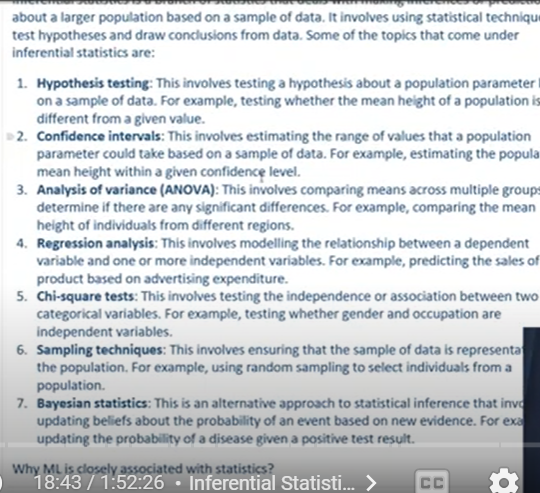 about a larger population based on a sample of data. It involves using statistical techniqu
test hypotheses and draw conclusions from data. Some of the topics that come under
inferential statistics are:
1. Hypothesis testing: This involves testing a hypothesis about a population parameter
on a sample of data. For example, testing whether the mean height of a population is
different from a given value.
2. Confidence intervals: This involves estimating the range of values that a population
parameter could take based on a sample of data. For example, estimating the popula
mean height within a given confidence level.
3. Analysis of variance (ANOVA): This involves comparing means across multiple groups
determine if there are any significant differences. For example, comparing the mean
height of individuals from different regions.
4. Regression analysis: This involves modelling the relationship between a dependent
variable and one or more independent variables. For example, predicting the sales of
product based on advertising expenditure.
5. Chi-square tests: This involves testing the independence or association between two
categorical variables. For example, testing whether gender and occupation are
independent variables.
6. Sampling techniques: This involves ensuring that the sample of data is representa
the population. For example, using random sampling to select individuals from a
population.
7. Bayesian statistics: This is an alternative approach to statistical inference that invo
updating beliefs about the probability of an event based on new evidence. For exa
updating the probability of a disease given a positive test result.
Why ML is closely associated with statistics?
18:43 / 1:52:26 • Inferential Statisti... > CC